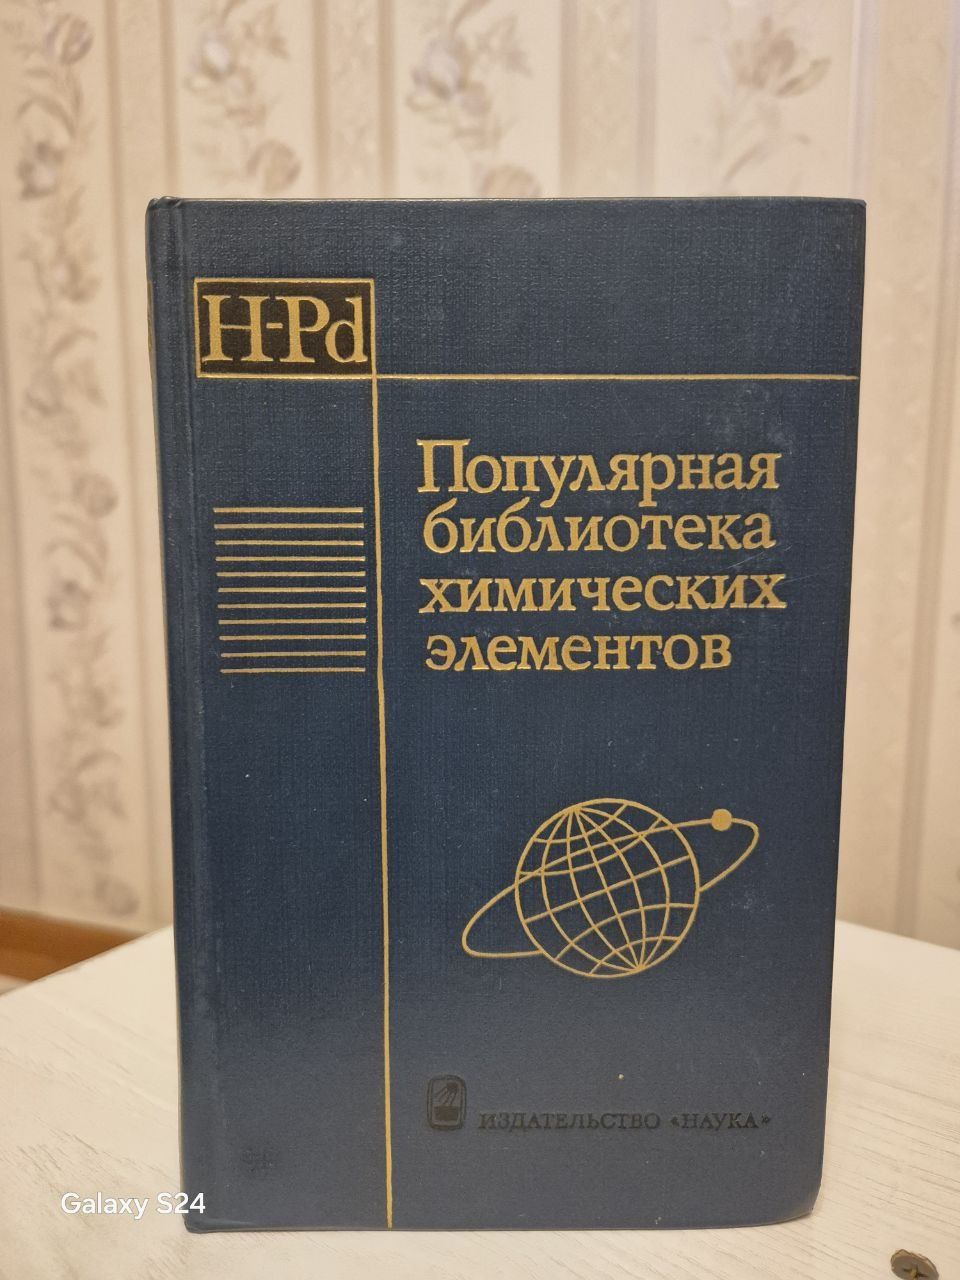 H-Pd
Популярная
библиотека
химических
элементов
ИЗДАТЕЛЬСТВО «НАУКА»
Galaxy S24